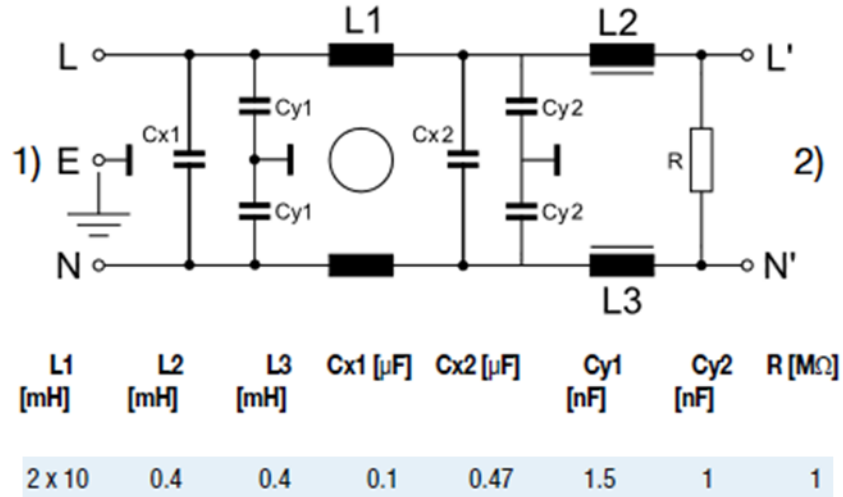 L1
L2
L
L'
Cy1
Cy2
Cx1
Cx2
1) E
R
2)
Cy1
Cy2
N
N'
L3
L1 L2 L3 Cx1 [µF] Cx2 [µF] Cy1 Cy2 R [MΩ]
[mH] [mH] [mH] [nF] [nF]
2 x 10 0.4 0.4 0.1 0.47 1.5 1 1